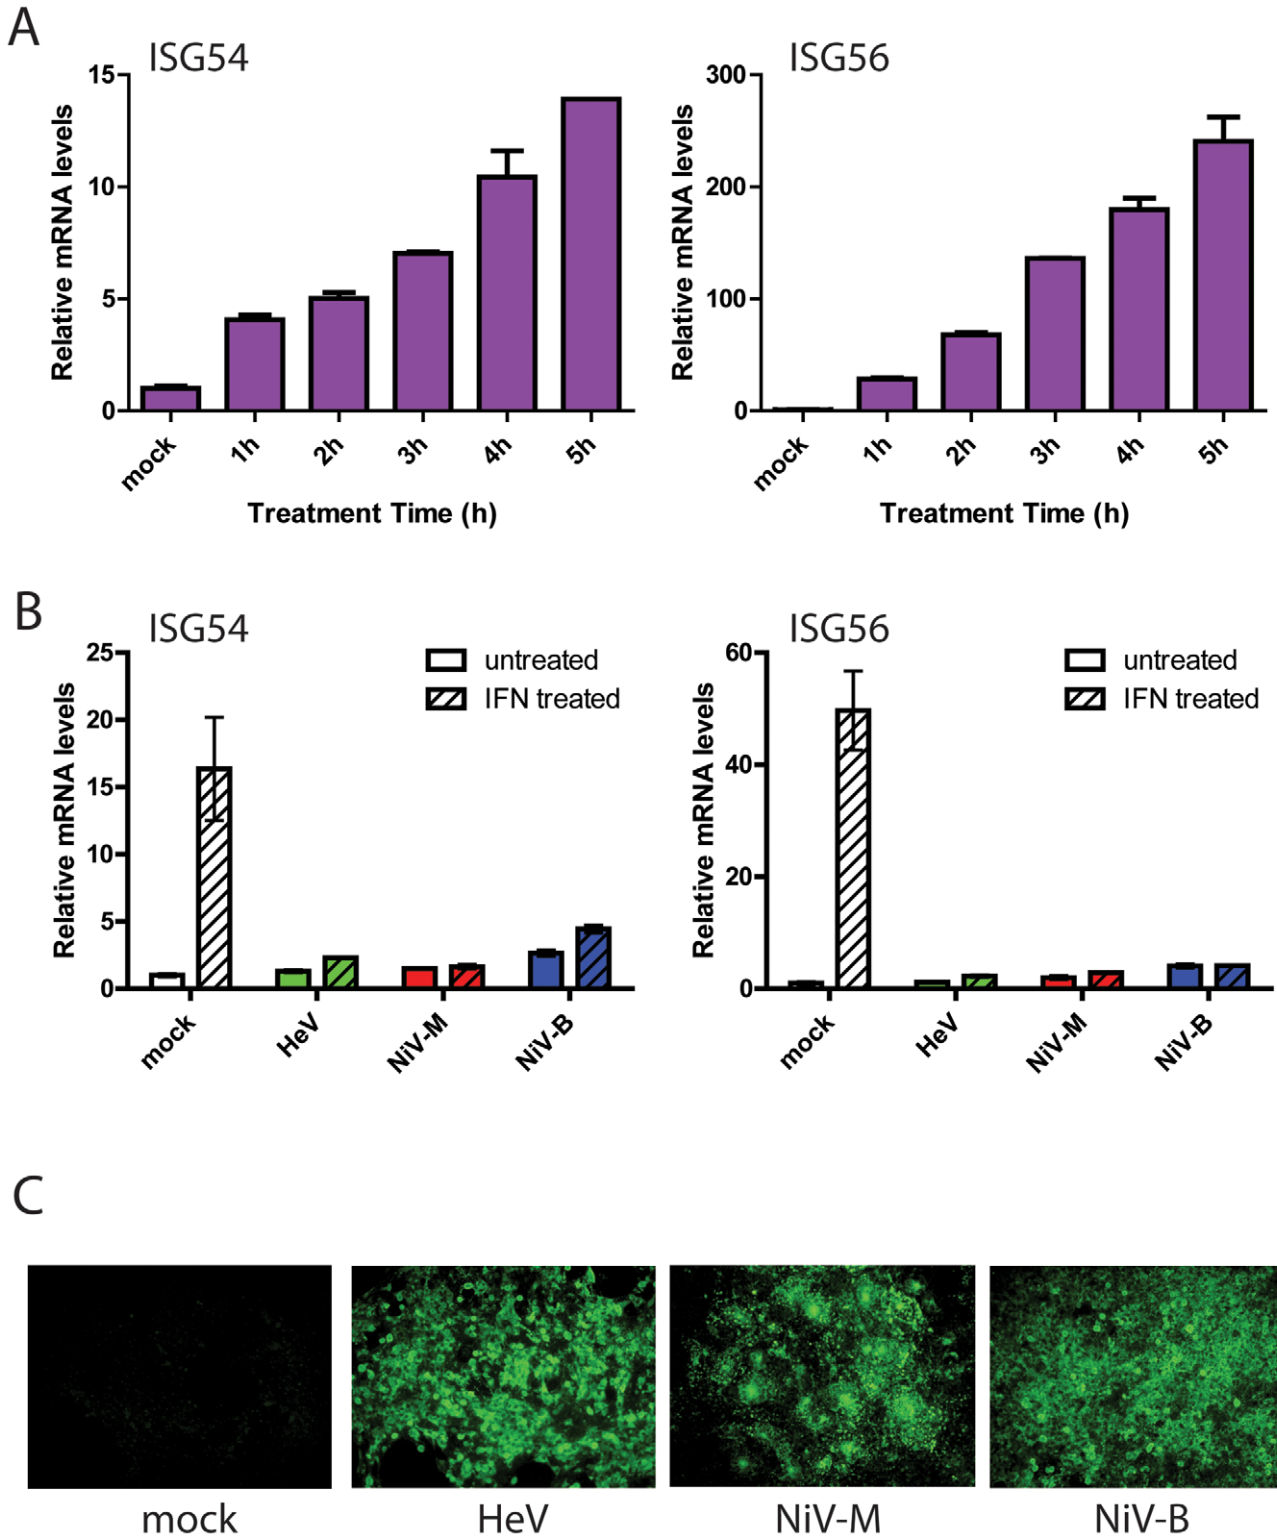 A
ISG54
ISG56
15
10
5
0
Relative mRNA levels
mock
1h
2h
3h
4h
5h
Treatment Time (h)
300
200
100
0
Relative mRNA levels
mock
1h
2h
3h
4h
5h
Treatment Time (h)
B
ISG54
untreated
IFN treated
25
20
15
10
5
0
Relative mRNA levels
mock
HeV
NiV-M
NiV-B
ISG56
untreated
IFN treated
60
40
20
0
Relative mRNA levels
mock
HeV
NiV-M
NiV-B
C
mock
HeV
NiV-M
NiV-B